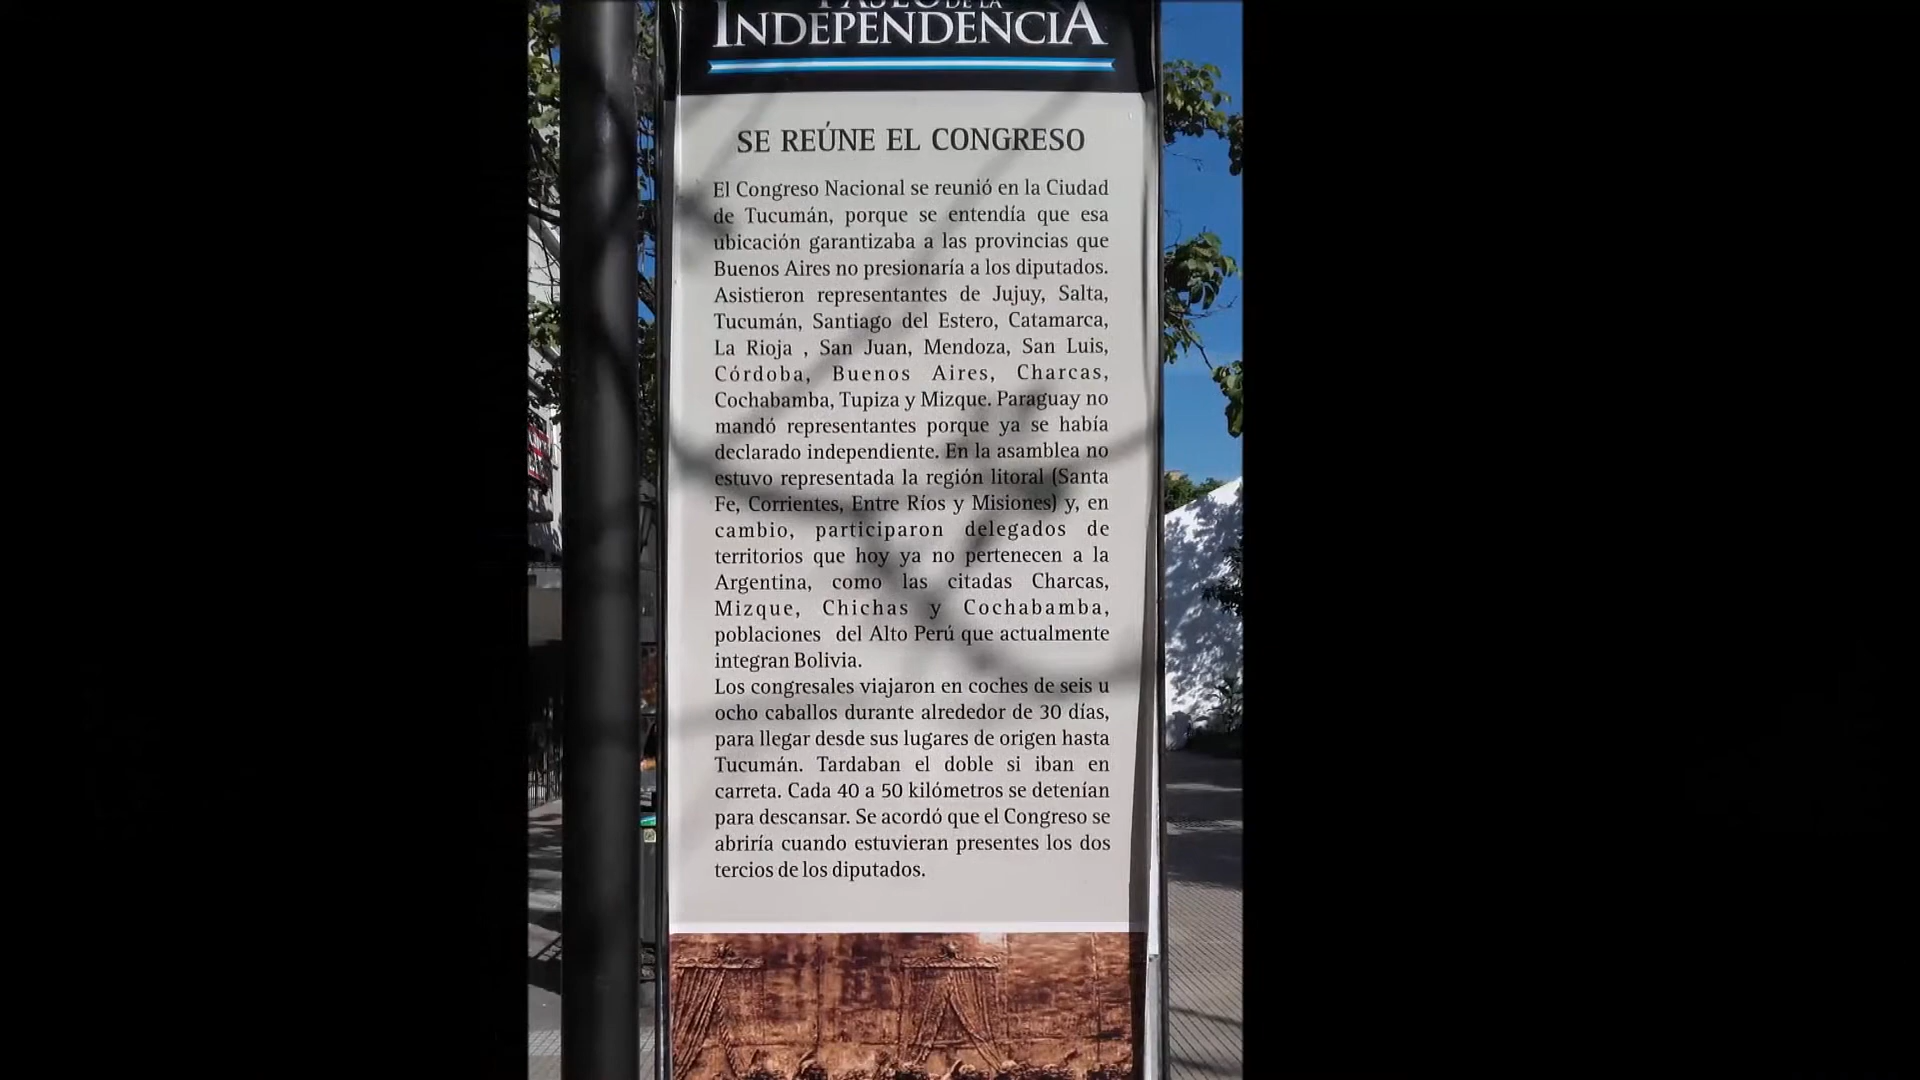 PASEO DE LA
INDEPENDENCIA
SE REÚNE EL CONGRESO
El Congreso Nacional se reunió en la Ciudad
de Tucumán, porque se entendía que esa
ubicación garantizaba a las provincias que
Buenos Aires no presionaría a los diputados.
Asistieron representantes de Jujuy, Salta,
Tucumán, Santiago del Estero, Catamarca,
La Rioja , San Juan, Mendoza, San Luis,
Córdoba, Buenos Aires, Charcas,
Cochabamba, Tupiza y Mizque. Paraguay no
mandó representantes porque ya se había
declarado independiente. En la asamblea no
estuvo representada la región litoral (Santa
Fe, Corrientes, Entre Ríos y Misiones) y, en
cambio, participaron delegados de
territorios que hoy ya no pertenecen a la
Argentina, como las citadas Charcas,
Mizque, Chichas y Cochabamba,
poblaciones del Alto Perú que actualmente
integran Bolivia.
Los congresales viajaron en coches de seis u
ocho caballos durante alrededor de 30 días,
para llegar desde sus lugares de origen hasta
Tucumán. Tardaban el doble si iban en
carreta. Cada 40 a 50 kilómetros se detenían
para descansar. Se acordó que el Congreso se
abriría cuando estuvieran presentes los dos
tercios de los diputados.